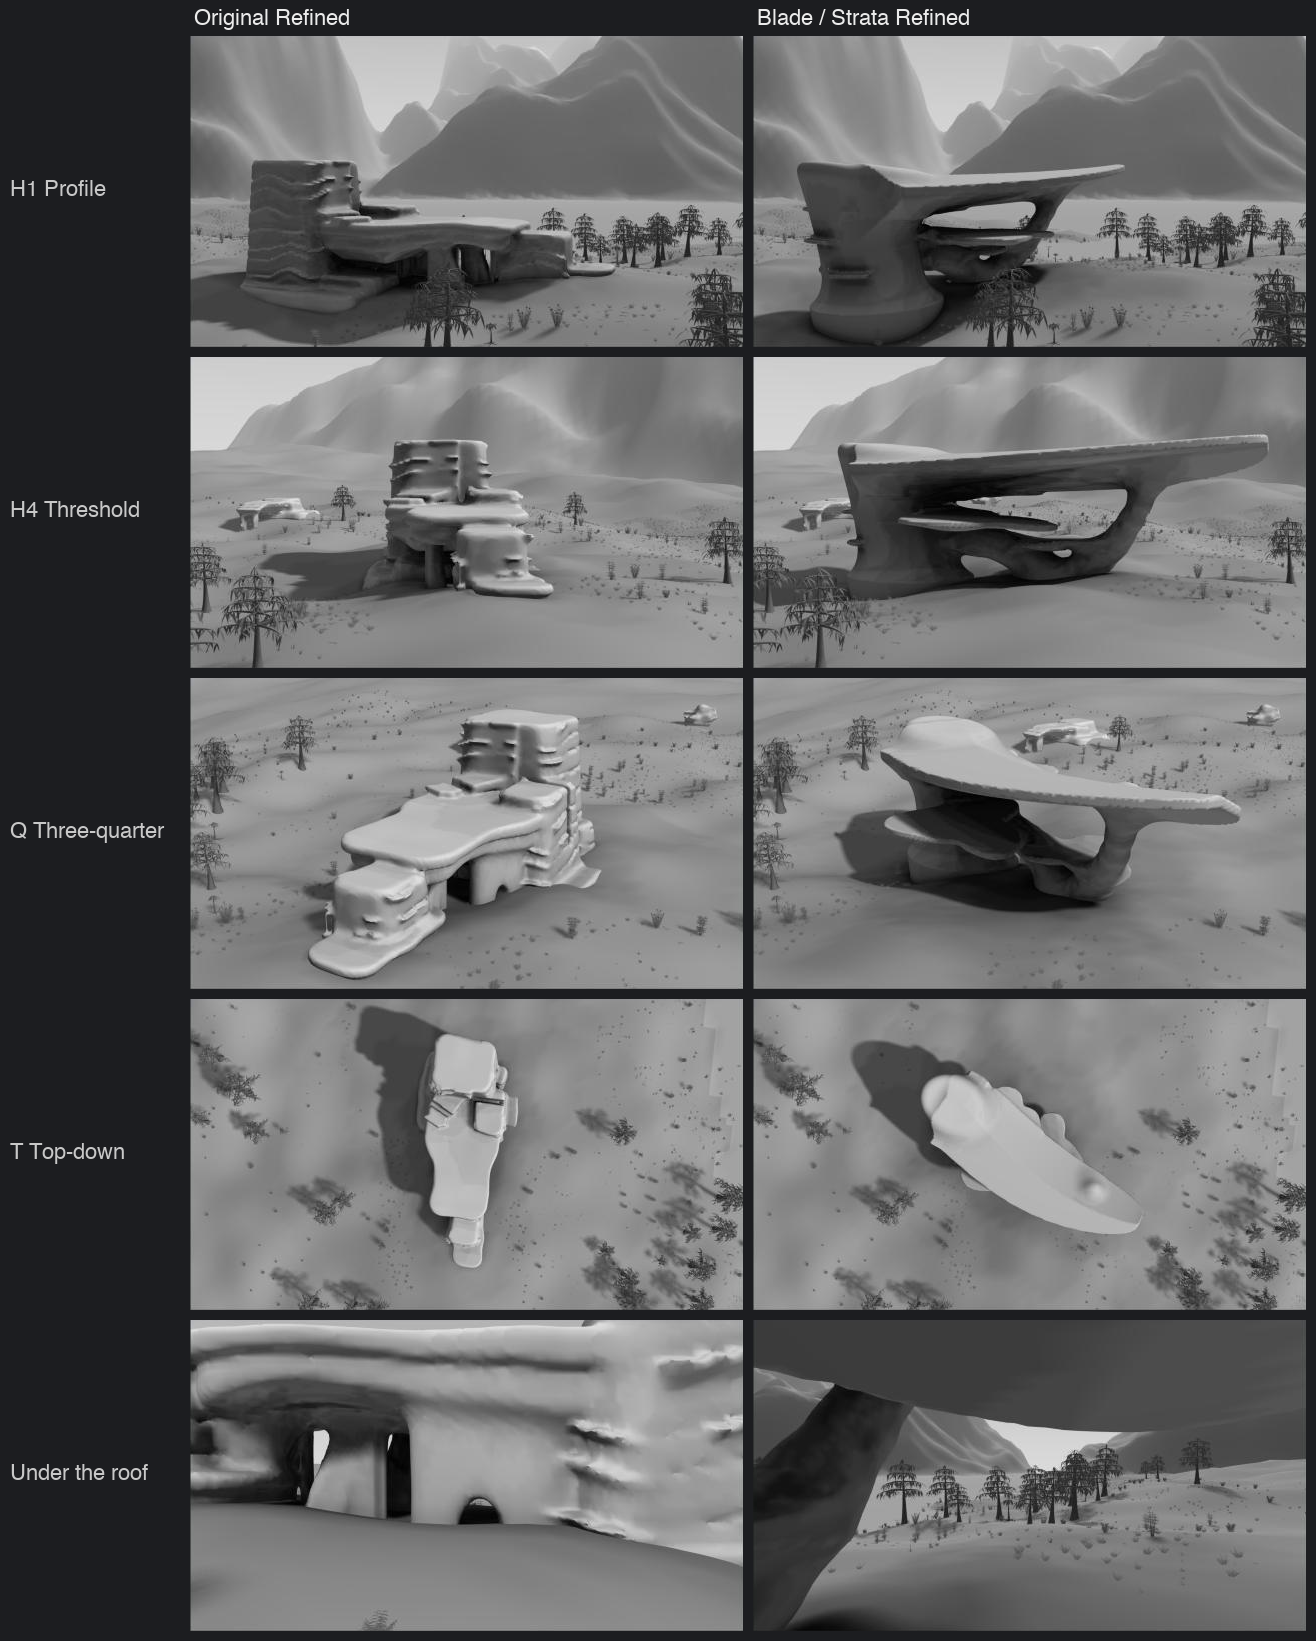 Original Refined
Blade / Strata Refined
H1 Profile
H4 Threshold
Q Three-quarter
T Top-down
Under the roof